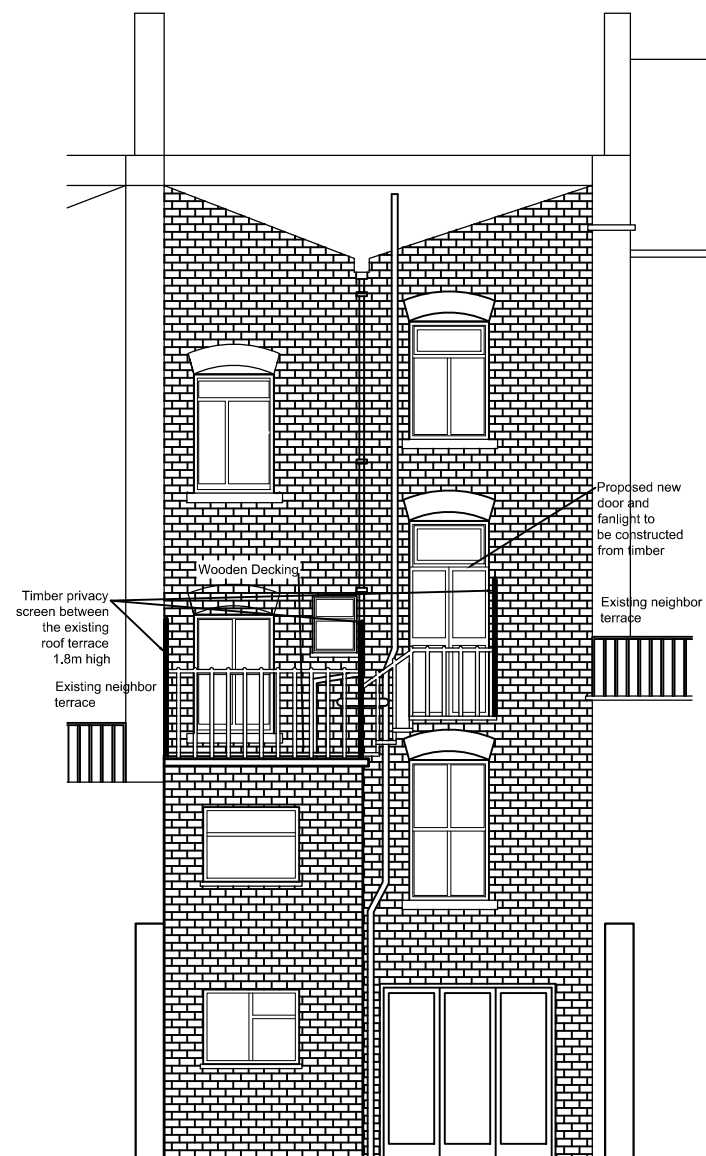 Proposed new
door and
fanlight to
be constructed
from timber
Wooden Decking
Timber privacy
screen between
the existing
roof terrace
1.8m high
Existing neighbor
terrace
Existing neighbor
terrace